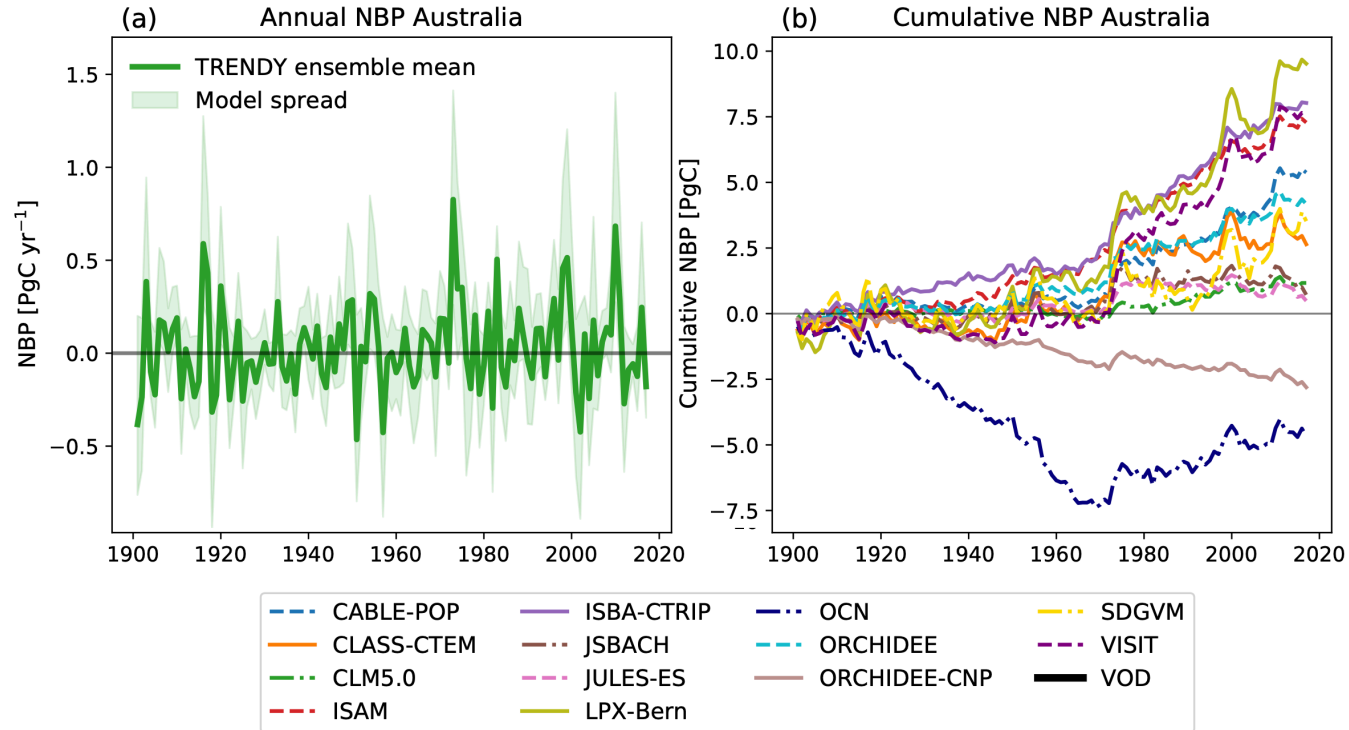 (a) Annual NBP Australia
TRENDY ensemble mean
Model spread
NBP [PgC yr⁻¹]
1.5
1.0
0.5
0.0
−0.5
1900 1920 1940 1960 1980 2000 2020
(b) Cumulative NBP Australia
Cumulative NBP [PgC]
10.0
7.5
5.0
2.5
0.0
−2.5
−5.0
−7.5
1900 1920 1940 1960 1980 2000 2020
CABLE-POP
CLASS-CTEM
CLM5.0
ISAM
ISBA-CTRIP
JSBACH
JULES-ES
LPX-Bern
OCN
ORCHIDEE
ORCHIDEE-CNP
SDGVM
VISIT
VOD